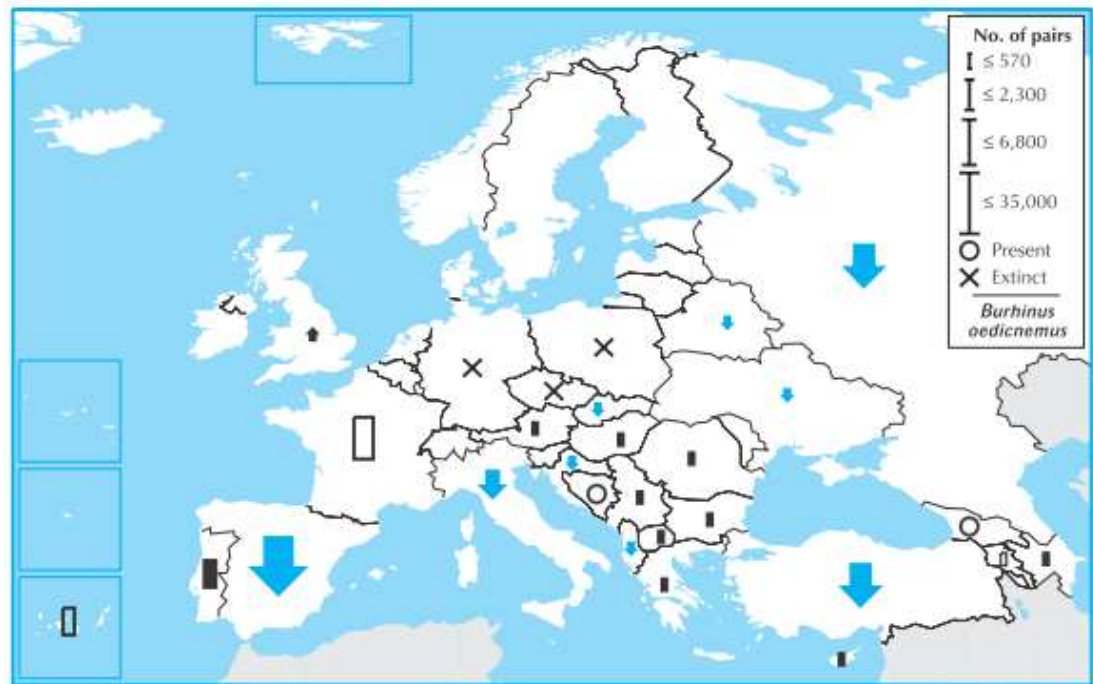 No. of pairs
≤ 570
≤ 2,300
≤ 6,800
≤ 35,000
Present
Extinct
Burhinus
oedicnemus